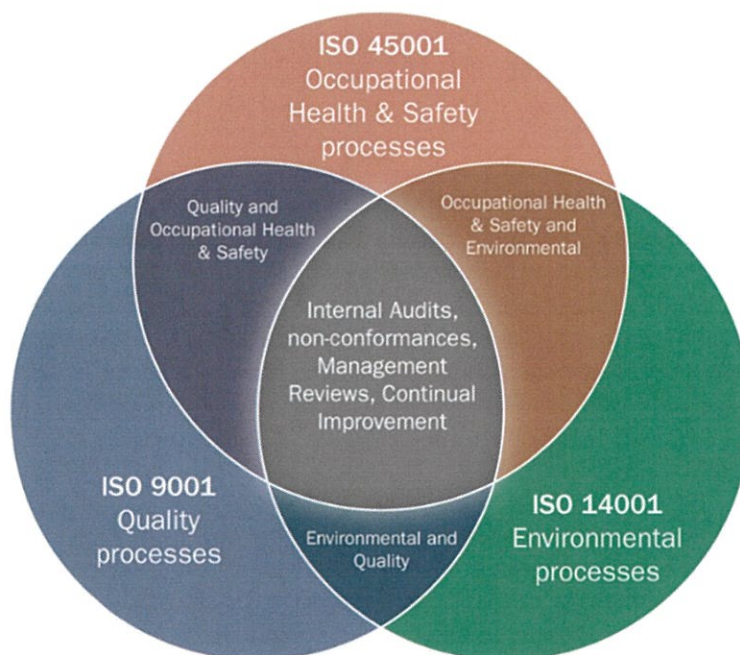 ISO 45001
Occupational
Health & Safety
processes
Quality and
Occupational Health
& Safety
Occupational Health
& Safety and
Environmental
Internal Audits,
non-conformances,
Management
Reviews, Continual
Improvement
ISO 9001
Quality
processes
Environmental and
Quality
ISO 14001
Environmental
processes